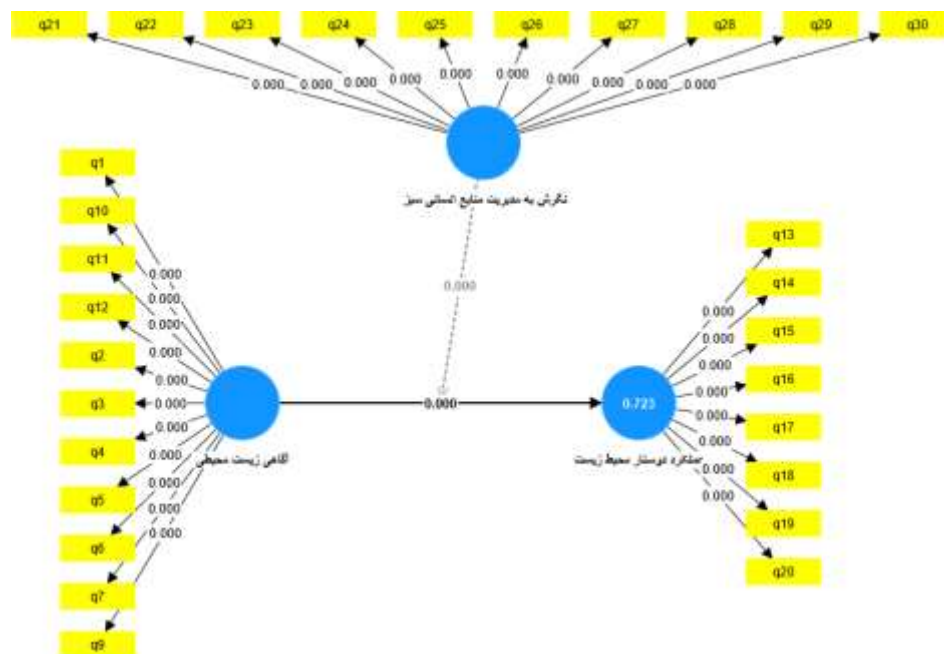 q21 q22 q23 q24 q25 q26 q27 q28 q29 q30
0.000 0.000 0.000 0.000 0.000 0.000 0.000 0.000 0.000 0.000
نگرش به مدیریت منابع انسانی سبز
0.000
q1
q10
q11
q12
q2
q3
q4
q5
q6
q7
q9
0.000
0.000
0.000
0.000
0.000
0.000
0.000
0.000
0.000
0.000
0.000
آگاهی زیست محیطی
0.000
0.723
عملکرد دوستار محیط زیست
0.000
0.000
0.000
0.000
0.000
0.000
0.000
0.000
q13
q14
q15
q16
q17
q18
q19
q20